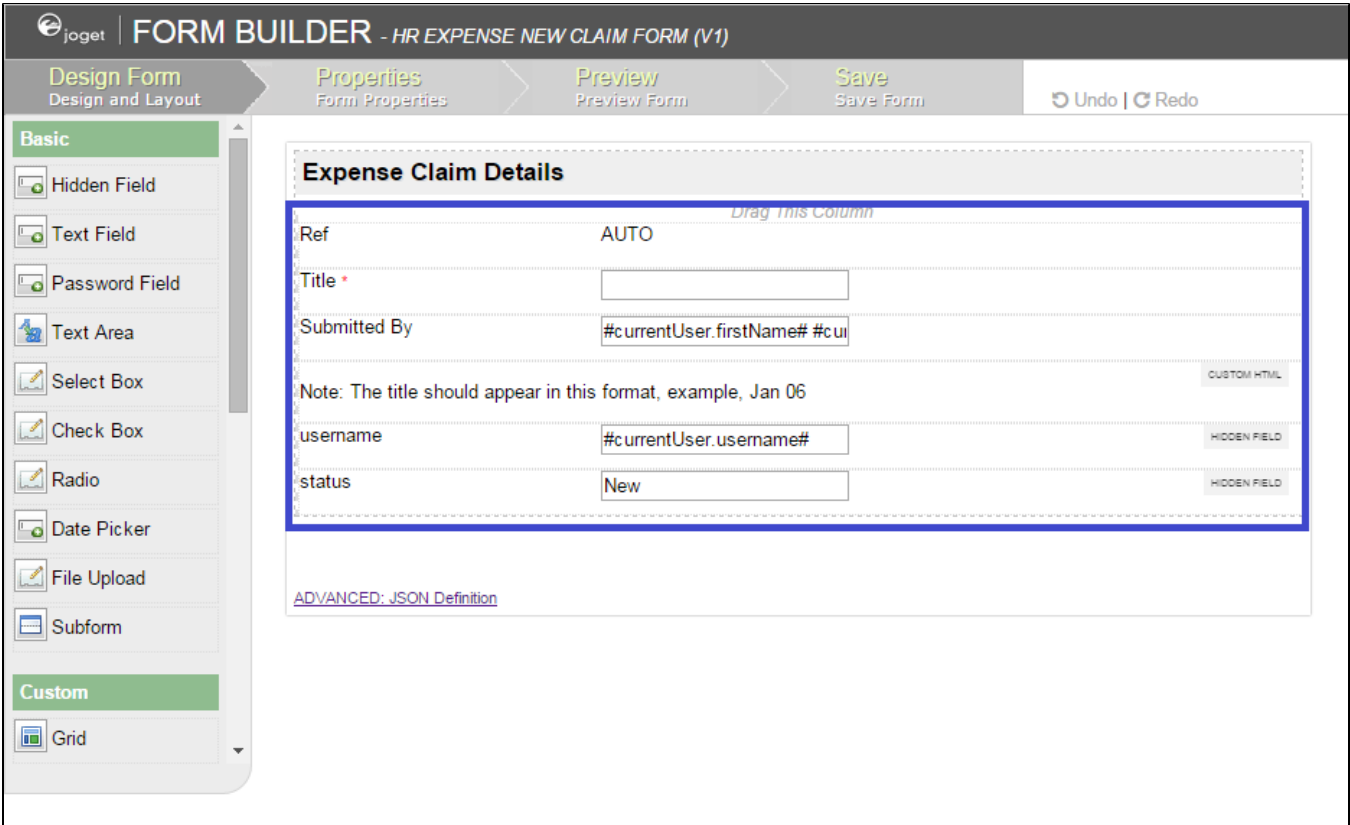 joget | FORM BUILDER - HR EXPENSE NEW CLAIM FORM (V1)
Design Form
Design and Layout
Properties
Form Properties
Preview
Preview Form
Save
Save Form
Undo | Redo
Basic
Hidden Field
Text Field
Password Field
Text Area
Select Box
Check Box
Radio
Date Picker
File Upload
Subform
Custom
Grid
Expense Claim Details
Drag This Column
Ref AUTO
Title *
Submitted By #currentUser.firstName# #cu
CUSTOM HTML
Note: The title should appear in this format, example, Jan 06
username #currentUser.username# HIDDEN FIELD
status New HIDDEN FIELD
ADVANCED: JSON Definition